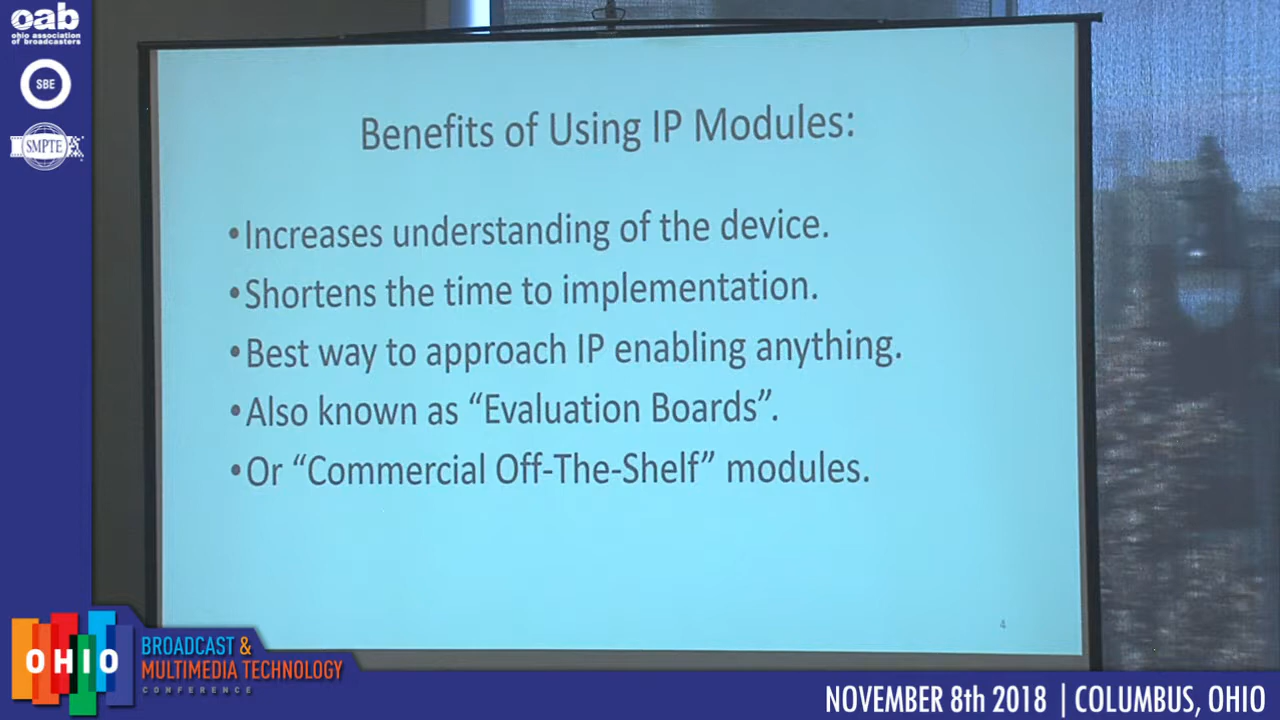 oab
ohio association
of broadcasters
SBE
SMPTE
Benefits of Using IP Modules:
•Increases understanding of the device.
•Shortens the time to implementation.
•Best way to approach IP enabling anything.
•Also known as “Evaluation Boards”.
•Or “Commercial Off-The-Shelf” modules.
4
OHIO
BROADCAST &
MULTIMEDIA TECHNOLOGY
CONFERENCE
NOVEMBER 8th 2018 | COLUMBUS, OHIO